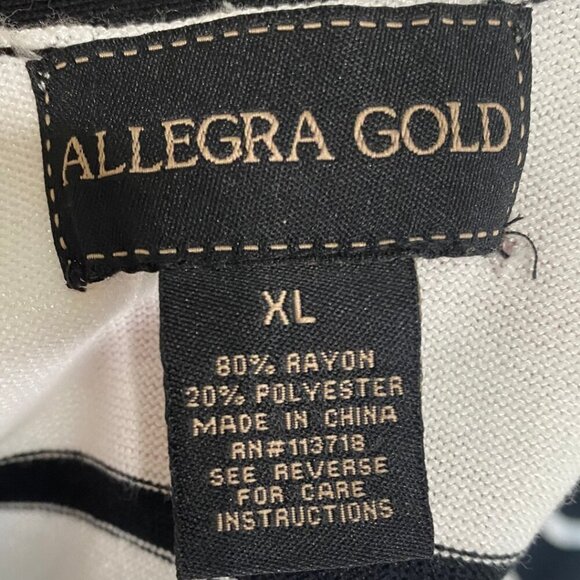 ALLEGRA GOLD
XL
80% RAYON
20% POLYESTER
MADE IN CHINA
RN#113718
SEE REVERSE
FOR CARE
INSTRUCTIONS